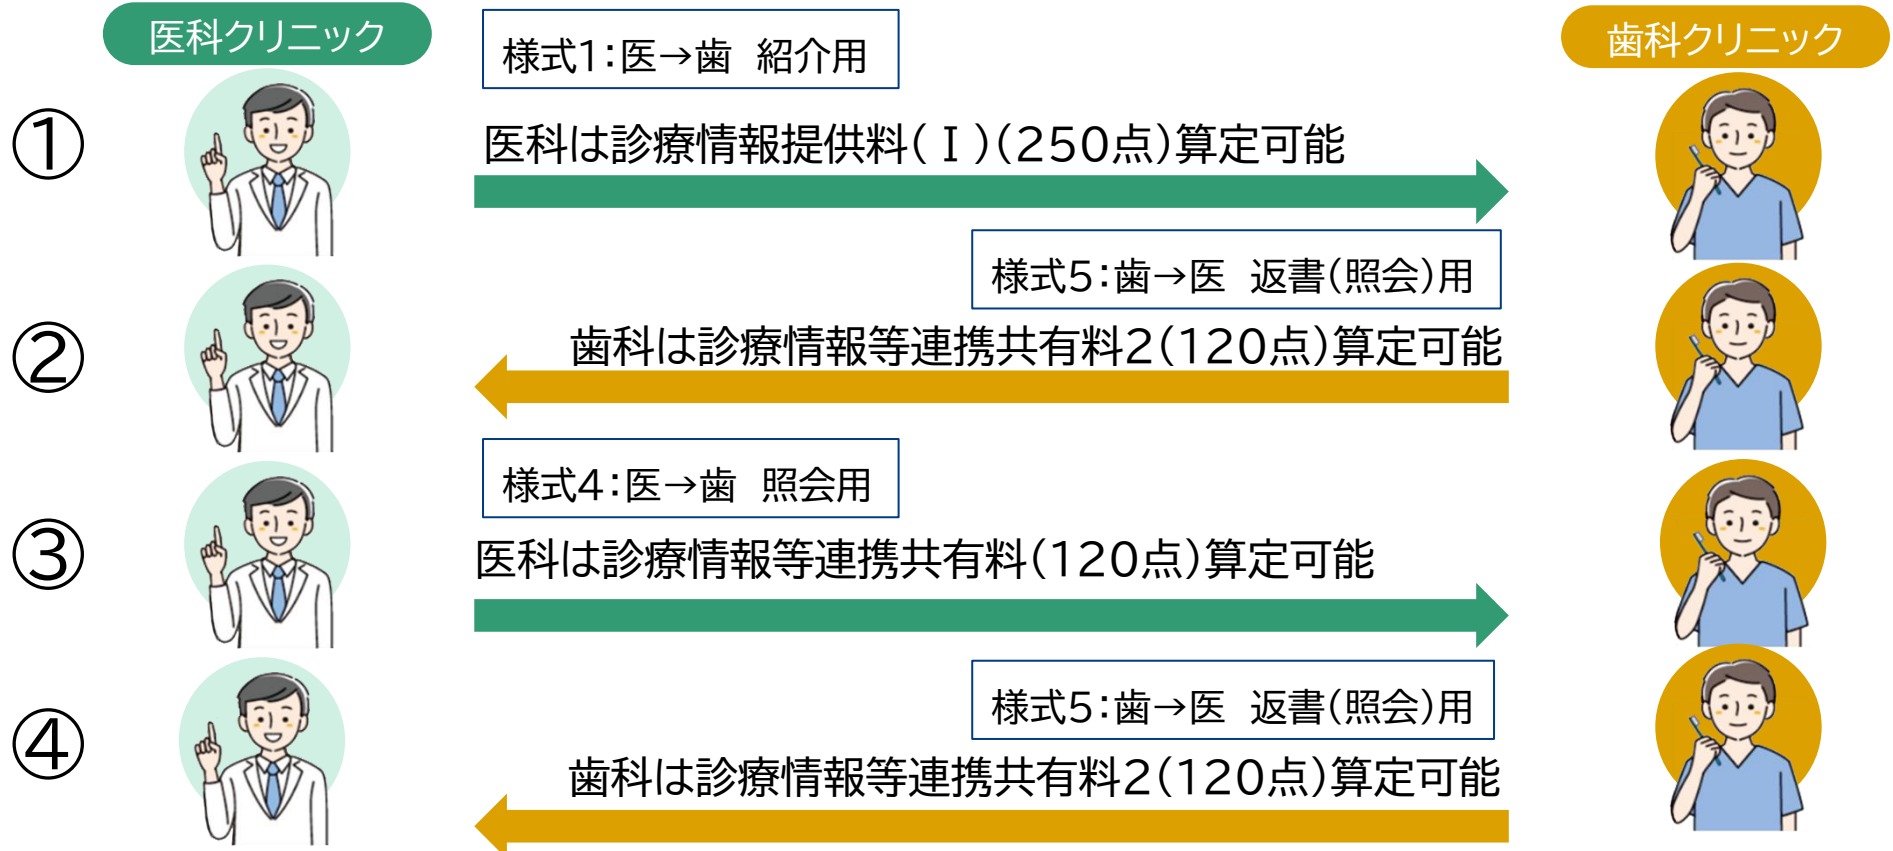 医科クリニック
歯科クリニック
①
様式1：医→歯　紹介用
医科は診療情報提供料(Ⅰ)(250点)算定可能
②
様式5：歯→医　返書(照会)用
歯科は診療情報等連携共有料2(120点)算定可能
③
様式4：医→歯　照会用
医科は診療情報等連携共有料(120点)算定可能
④
様式5：歯→医　返書(照会)用
歯科は診療情報等連携共有料2(120点)算定可能